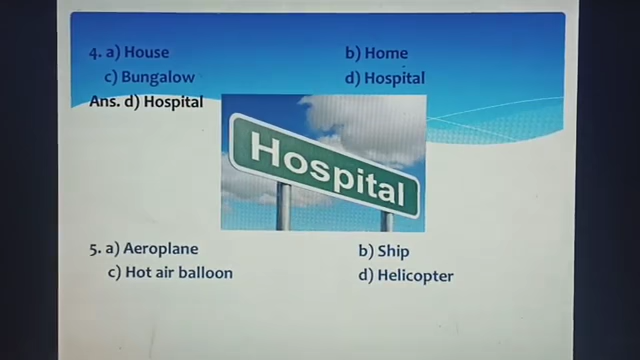 4. a) House b) Home
c) Bungalow d) Hospital
Ans. d) Hospital
Hospital
5. a) Aeroplane b) Ship
c) Hot air balloon d) Helicopter